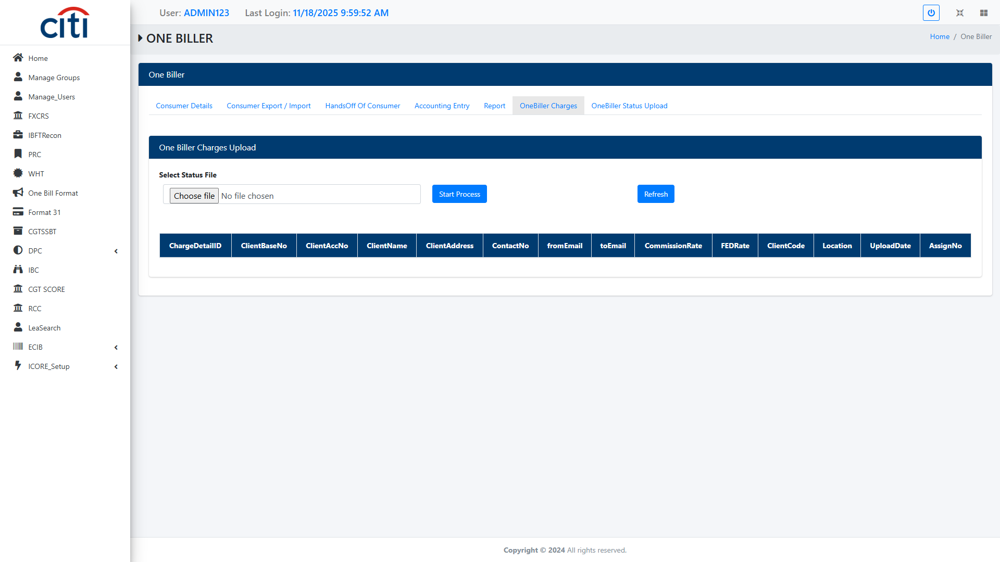 citi
User: ADMIN123 Last Login: 11/18/2025 9:59:52 AM
ONE BILLER
Home / One Biller
Home
Manage Groups
Manage_Users
FXCRS
IBFTRecon
PRC
WHT
One Bill Format
Format 31
CGTSSBT
DPC
IBC
CGT SCORE
RCC
LeaSearch
ECIB
ICORE_Setup
One Biller
Consumer Details Consumer Export / Import HandsOff Of Consumer Accounting Entry Report OneBiller Charges OneBiller Status Upload
One Biller Charges Upload
Select Status File
Choose file No file chosen Start Process Refresh
ChargeDetailID ClientBaseNo ClientAccNo ClientName ClientAddress ContactNo fromEmail toEmail CommissionRate FEDRate ClientCode Location UploadDate AssignNo
Copyright © 2024 All rights reserved.